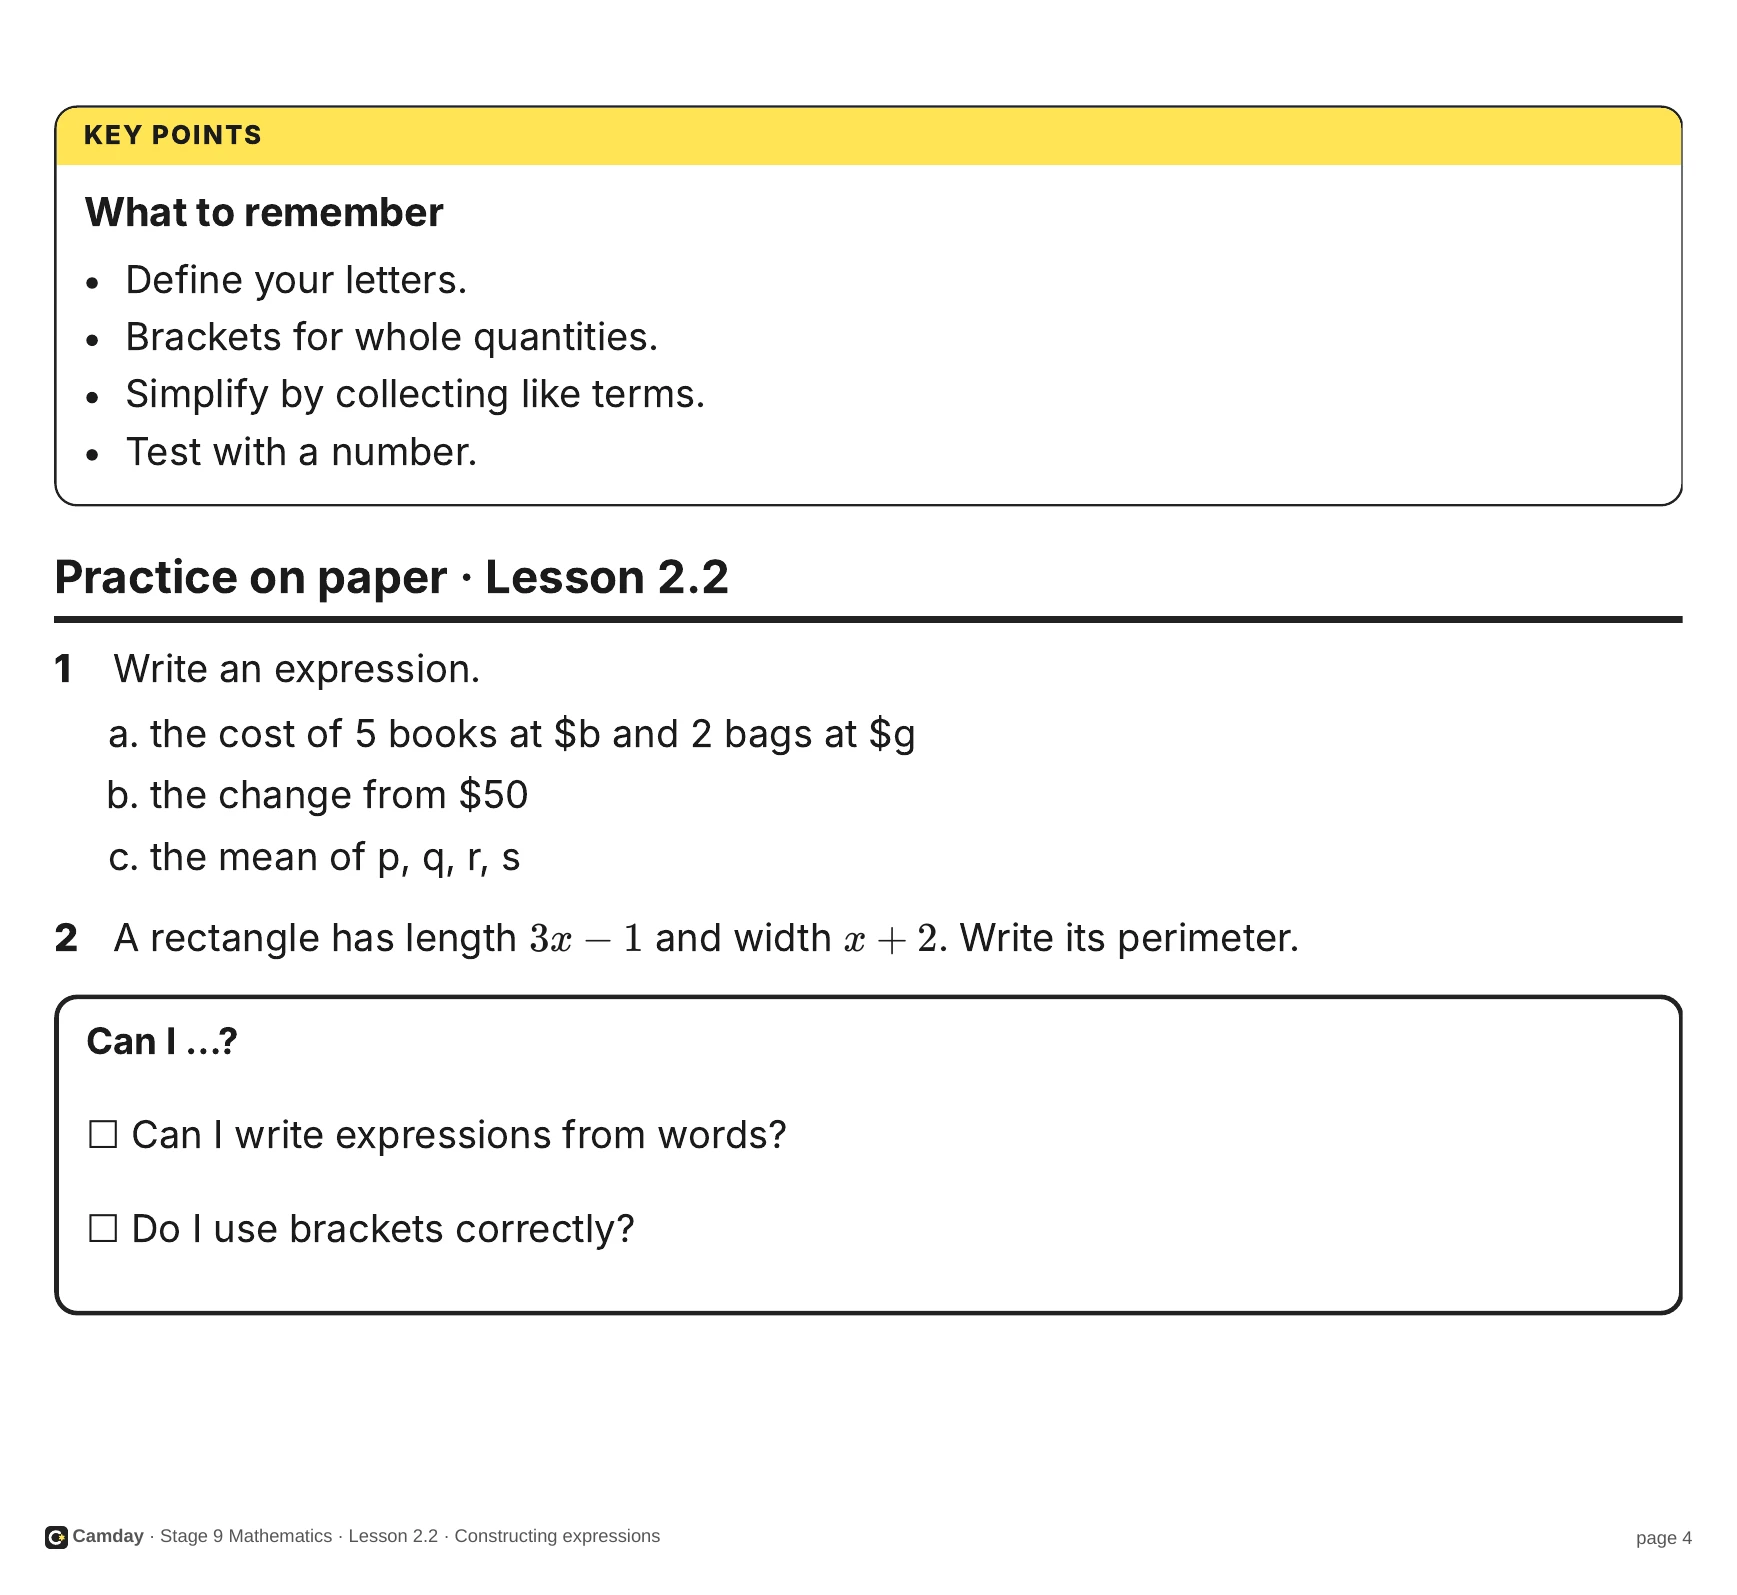 KEY POINTS
What to remember
• Define your letters.
• Brackets for whole quantities.
• Simplify by collecting like terms.
• Test with a number.
Practice on paper · Lesson 2.2
1 Write an expression.
a. the cost of 5 books at $b and 2 bags at $g
b. the change from $50
c. the mean of p, q, r, s
2 A rectangle has length 3x − 1 and width x + 2. Write its perimeter.
Can I …?
☐ Can I write expressions from words?
☐ Do I use brackets correctly?
Camday · Stage 9 Mathematics · Lesson 2.2 · Constructing expressions
page 4